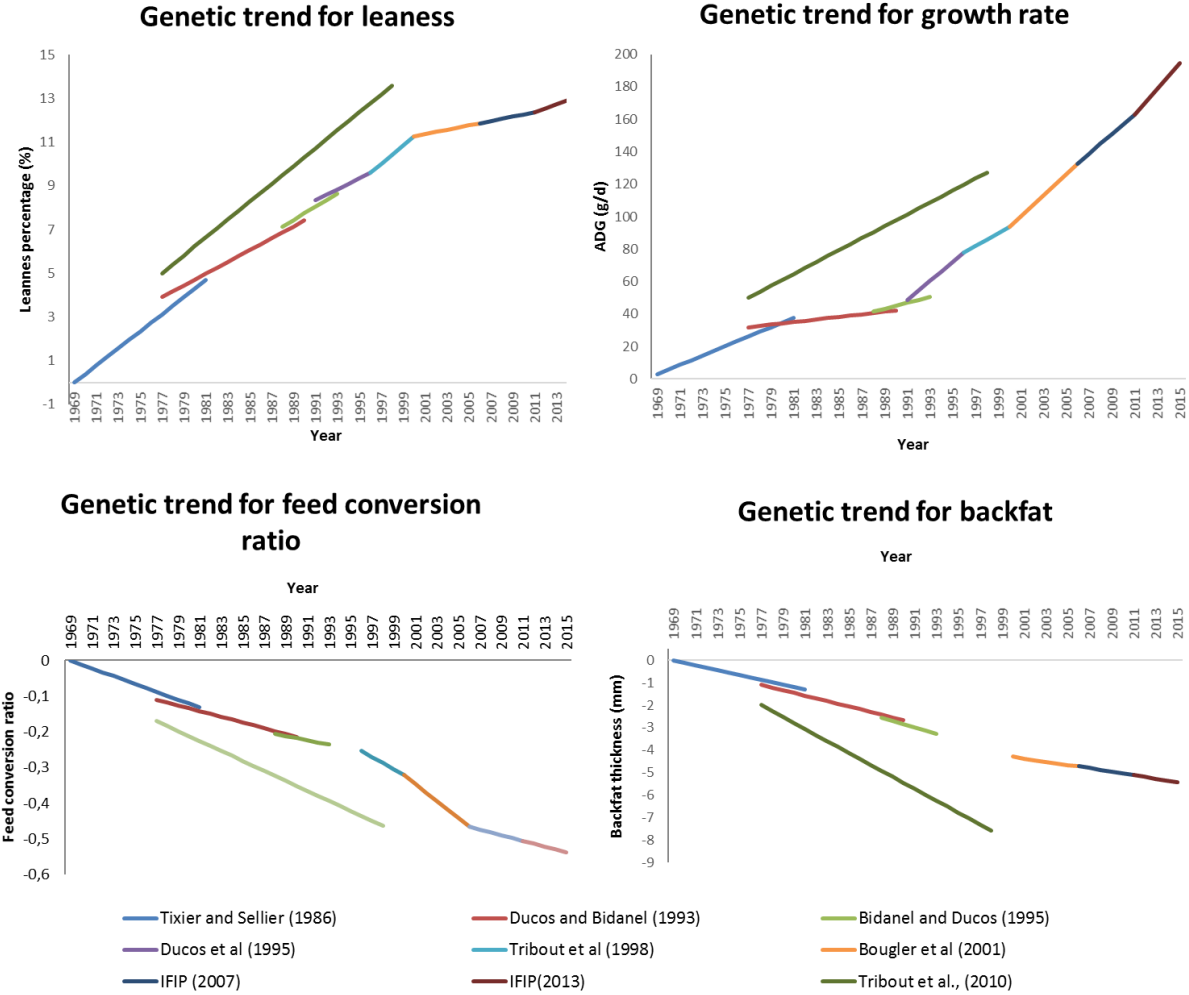 Genetic trend for leaness
15
13
11
9
7
5
3
1
-1
Leannes percentage (%)
1969 1971 1973 1975 1977 1979 1981 1983 1985 1987 1989 1991 1993 1995 1997 1999 2001 2003 2005 2007 2009 2011 2013
Year
Genetic trend for growth rate
200
180
160
140
120
100
80
60
40
20
0
ADG (g/d)
1969 1971 1973 1975 1977 1979 1981 1983 1985 1987 1989 1991 1993 1995 1997 1999 2001 2003 2005 2007 2009 2011 2013 2015
Year
Genetic trend for feed conversion
ratio
Year
1969 1971 1973 1975 1977 1979 1981 1983 1985 1987 1989 1991 1993 1995 1997 1999 2001 2003 2005 2007 2009 2011 2013 2015
0
-0,1
-0,2
-0,3
-0,4
-0,5
-0,6
Feed conversion ratio
Genetic trend for backfat
Year
1969 1971 1973 1975 1977 1979 1981 1983 1985 1987 1989 1991 1993 1995 1997 1999 2001 2003 2005 2007 2009 2011 2013 2015
0
-1
-2
-3
-4
-5
-6
-7
-8
-9
Backfat thickness (mm)
Tixier and Sellier (1986)
Ducos and Bidanel (1993)
Bidanel and Ducos (1995)
Ducos et al (1995)
Tribout et al (1998)
Bougler et al (2001)
IFIP (2007)
IFIP(2013)
Tribout et al., (2010)